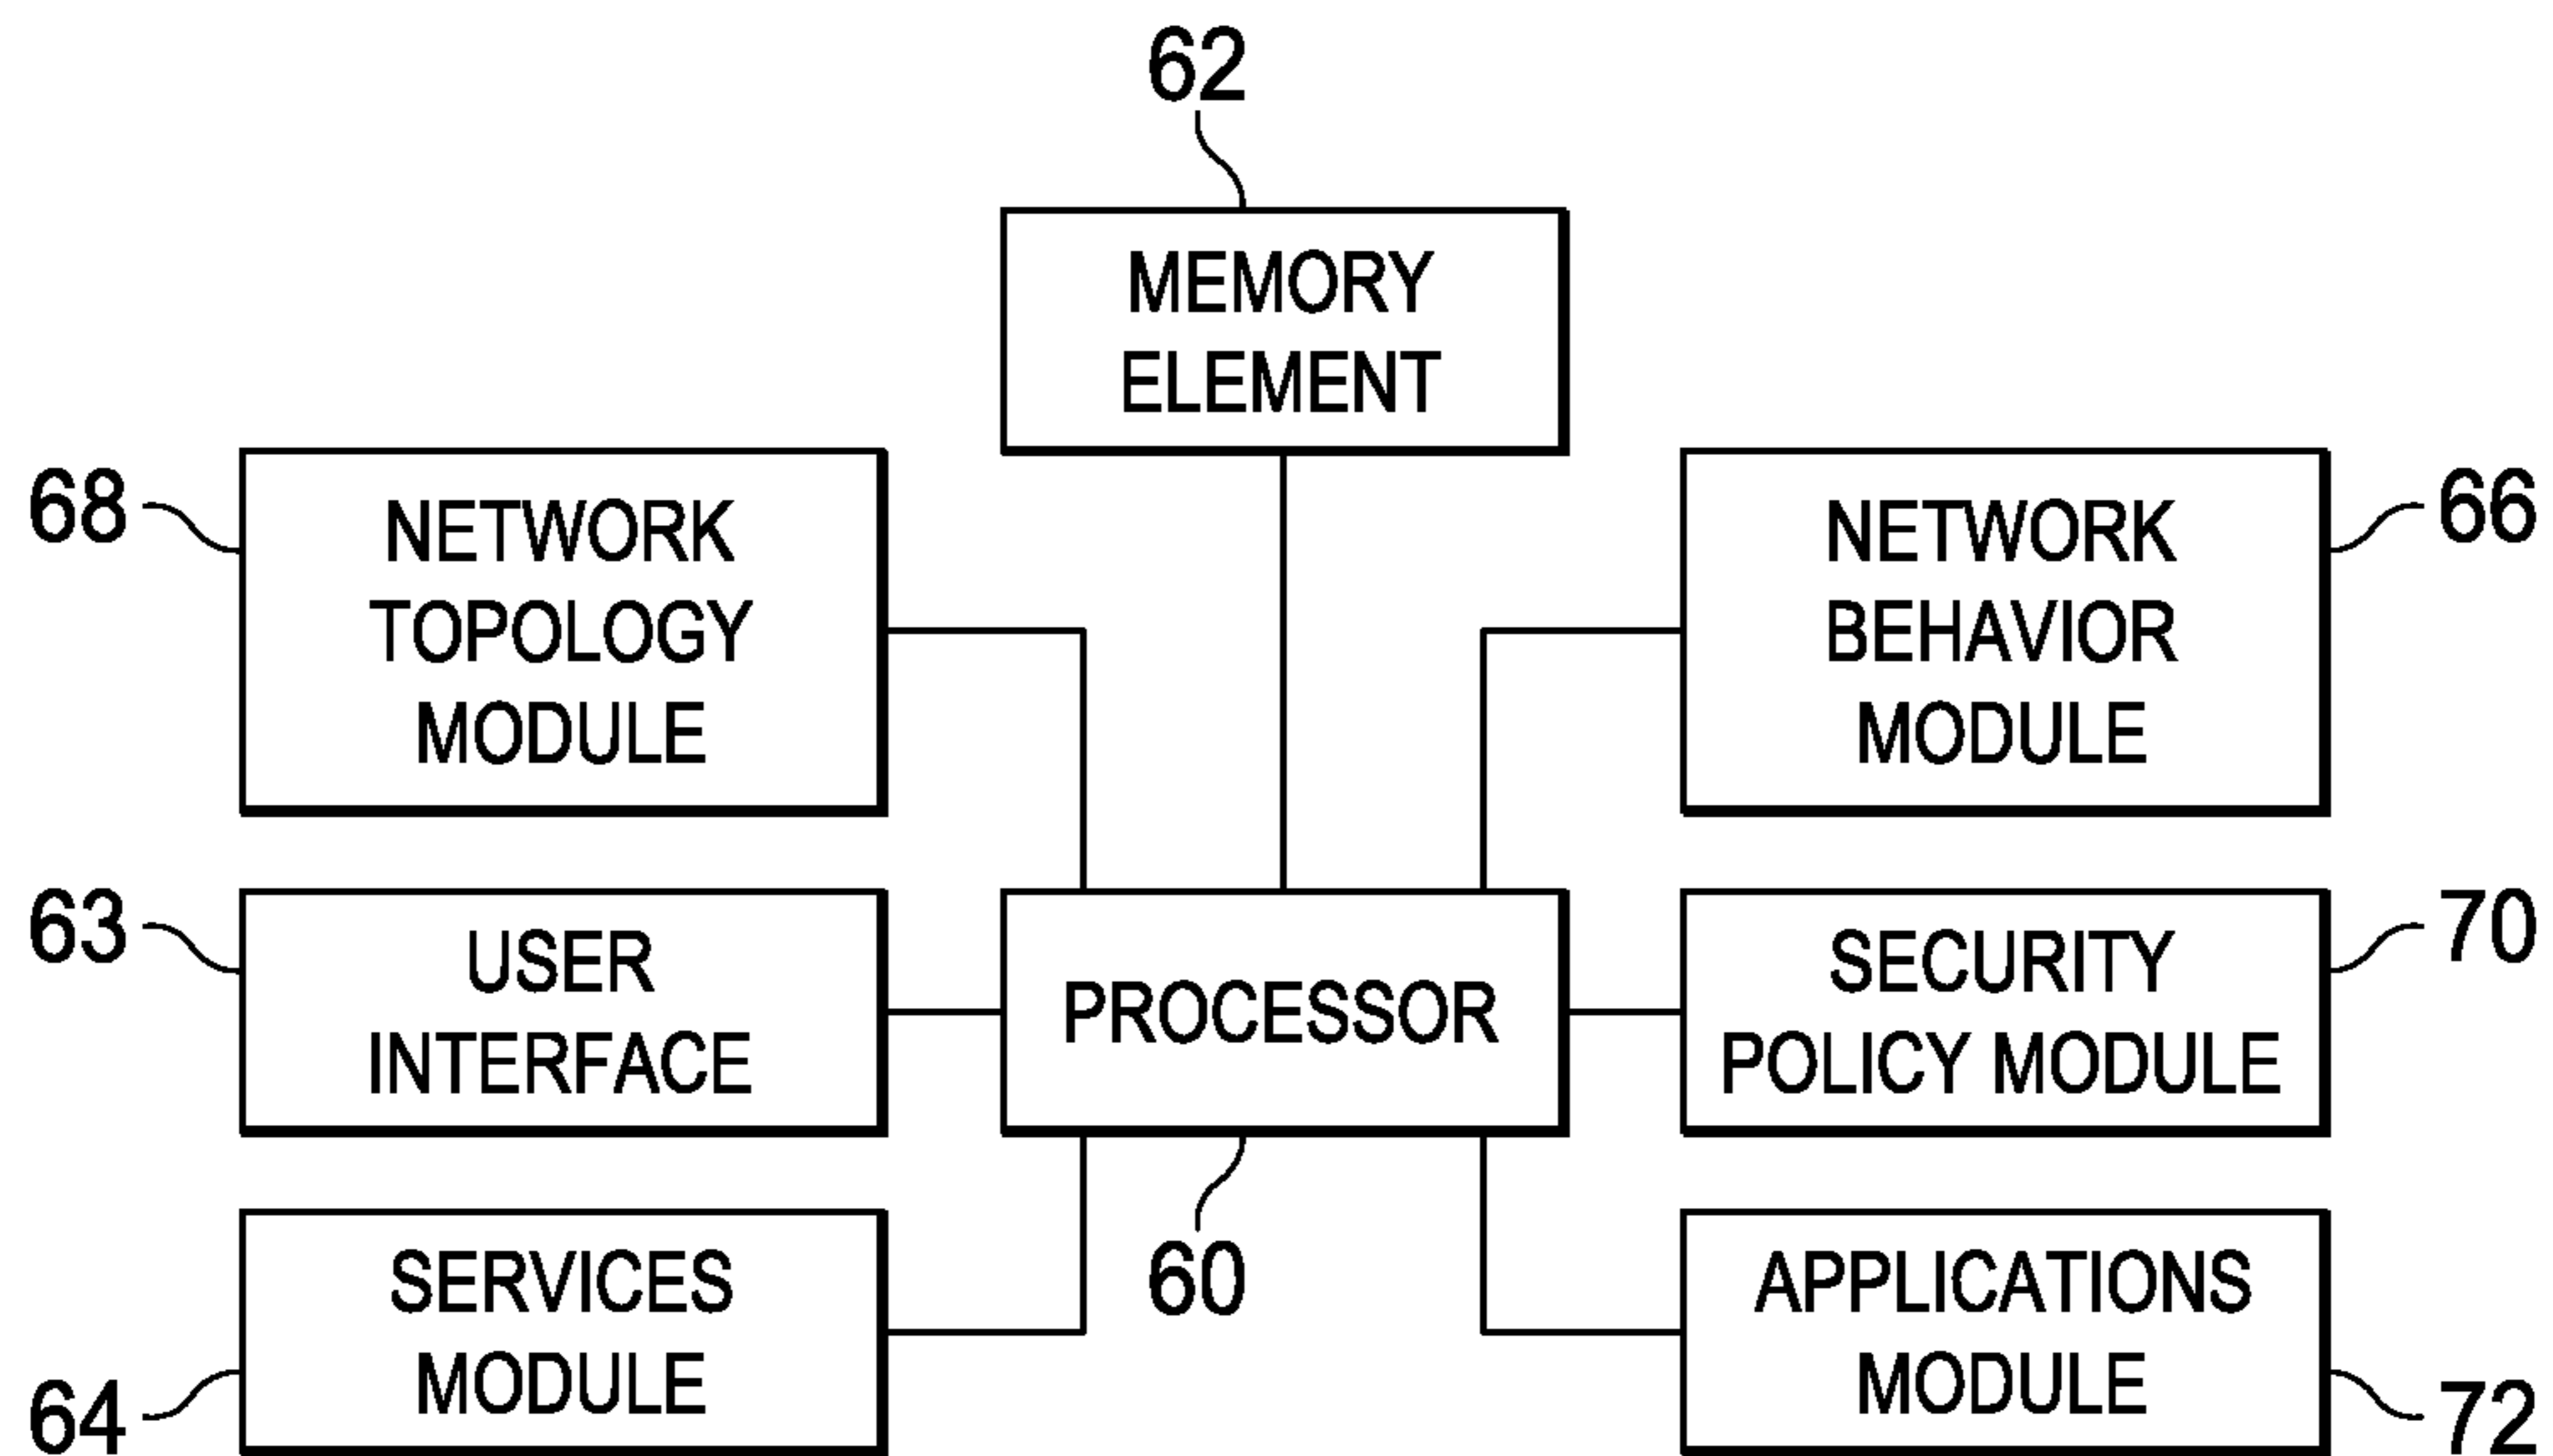 62
MEMORY
ELEMENT
68
NETWORK
TOPOLOGY
MODULE
NETWORK
BEHAVIOR
MODULE
66
63
USER
INTERFACE
PROCESSOR
60
SECURITY
POLICY MODULE
70
SERVICES
MODULE
64
APPLICATIONS
MODULE
72